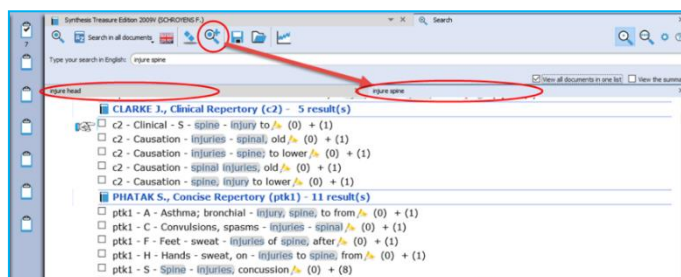 Synthesis Treasure Edition 2009V (SCHROYENS F.)
Search
Search in all documents
7
Type your search in English: injure spine
View all documents in one list View the summa
injure head injure spine
CLARKE J., Clinical Repertory (c2) - 5 result(s)
c2 - Clinical - S - spine - injury to (0) + (1)
c2 - Causation - injuries - spinal, old (0) + (1)
c2 - Causation - injuries - spine; to lower (0) + (1)
c2 - Causation - spinal injuries, old (0) + (1)
c2 - Causation - spine, injury to lower (0) + (1)
PHATAK S., Concise Repertory (ptk1) - 11 result(s)
ptk1 - A - Asthma; bronchial - injury, spine, to from (0) + (1)
ptk1 - C - Convulsions, spasms - injuries - spinal (0) + (1)
ptk1 - F - Feet - sweat - injuries of spine, after (0) + (1)
ptk1 - H - Hands - sweat, on - injuries to spine, from (0) + (1)
ptk1 - S - Spine - injuries, concussion (0) + (8)